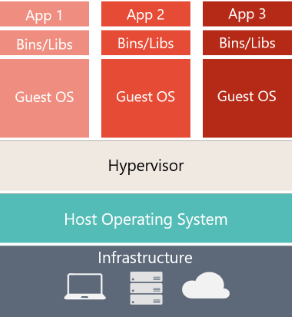 App 1 App 2 App 3
Bins/Libs Bins/Libs Bins/Libs
Guest OS Guest OS Guest OS
Hypervisor
Host Operating System
Infrastructure